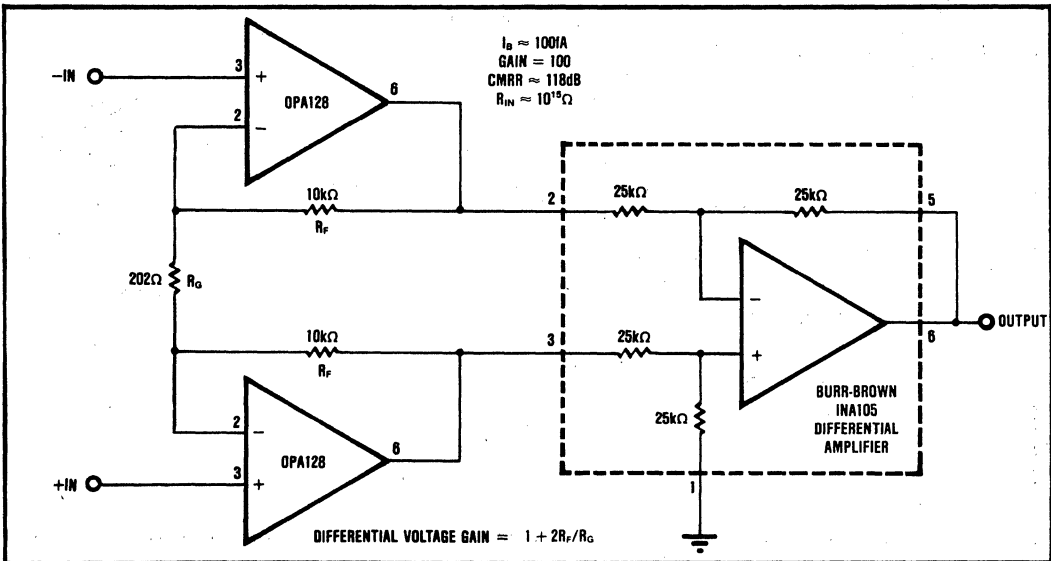 I_B ≈ 100fA
GAIN = 100
CMRR ≈ 118dB
R_IN ≈ 10^15Ω
-IN
3
+
OPA128
6
2
-
10kΩ
R_F
202Ω R_G
10kΩ
R_F
2
-
OPA128
6
3
+
+IN
2
25kΩ
25kΩ
5
-
+
3
25kΩ
25kΩ
1
6
OUTPUT
BURR-BROWN
INA105
DIFFERENTIAL
AMPLIFIER
DIFFERENTIAL VOLTAGE GAIN = 1 + 2R_F/R_G